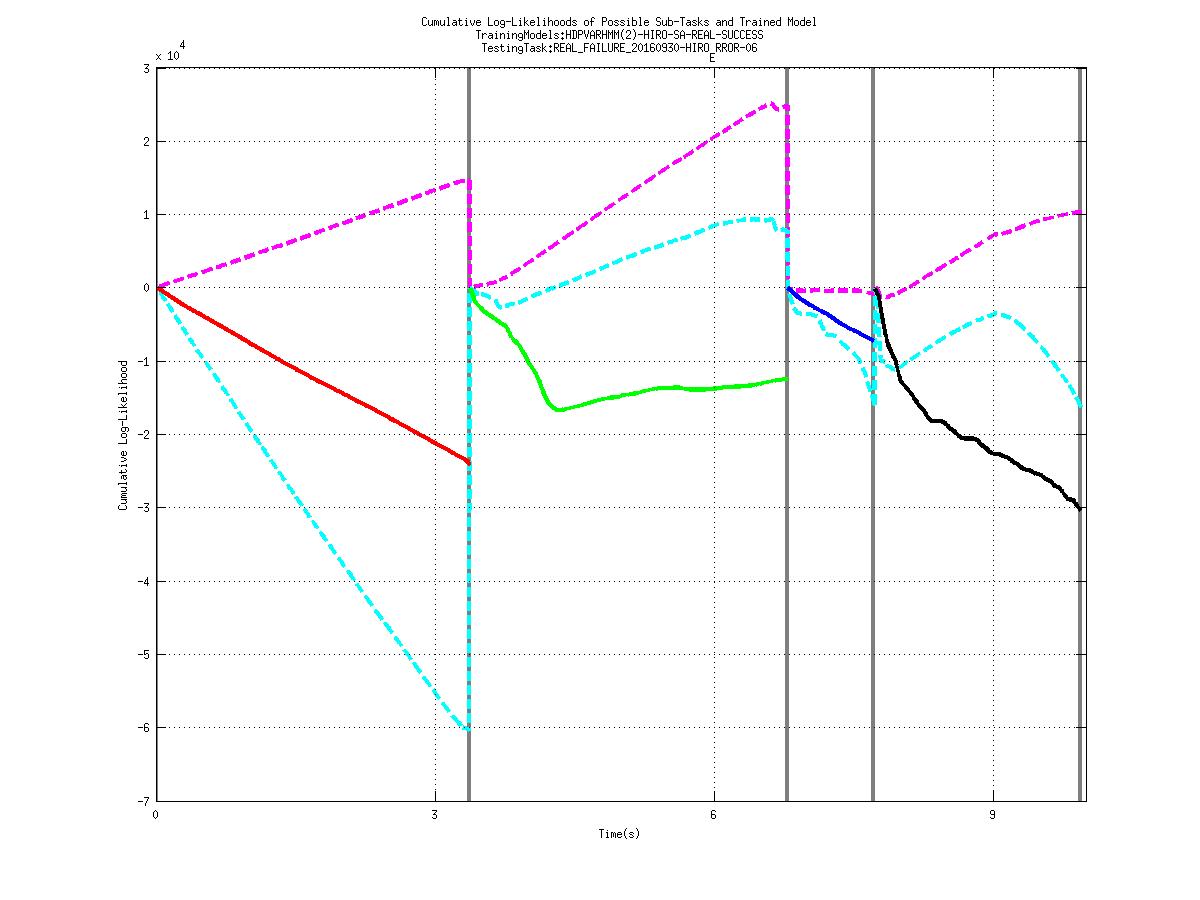 Cumulative Log-Likelihoods of Possible Sub-Tasks and Trained Model
TrainingModels:HDPVARHMM(2)-HIRO-SA-REAL-SUCCESS
TestingTask:REAL_FAILURE_20160930-HIRO_RROR-06
E
x 10^4
3
2
1
0
-1
-2
-3
-4
-5
-6
-7
Cumulative Log-Likelihood
0 3 6 9
Time(s)